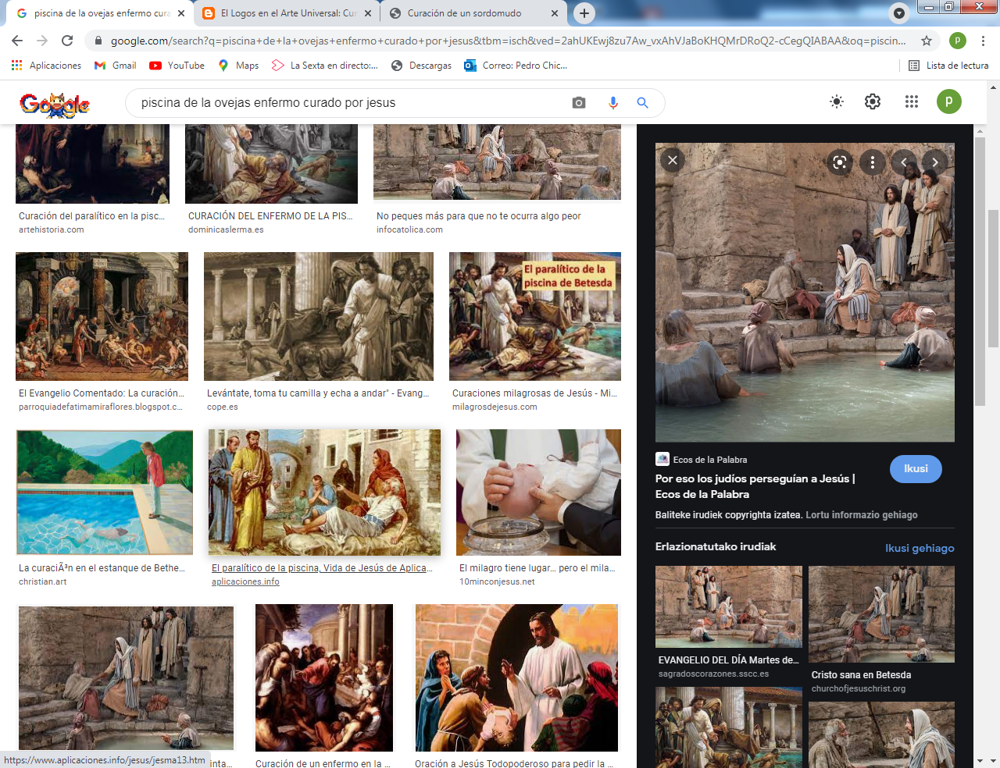 piscina de la ovejas enfermo cura
El Logos en el Arte Universal: Cur
Curación de un sordomudo
google.com/search?q=piscina+de+la+ovejas+enfermo+curado+por+jesus&tbm=isch&ved=2ahUKEwj8zu7Aw_vxAhVJaBoKHQMrDRoQ2-cCegQIABAA&oq=piscin...
p
Aplicaciones
Gmail
YouTube
Maps
La Sexta en directo:...
Descargas
Correo: Pedro Chic...
Lista de lectura
Google
piscina de la ovejas enfermo curado por jesus
p
Curación del paralítico en la pisc...
artehistoria.com
CURACIÓN DEL ENFERMO DE LA PIS...
dominicaslerma.es
No peques más para que no te ocurra algo peor
infocatolica.com
El paralítico de la
piscina de Betesda
El Evangelio Comentado: La curación...
parroquiadefatimamiraflores.blogspot.c...
Levántate, toma tu camilla y echa a andar" - Evang...
cope.es
Curaciones milagrosas de Jesús - Mi...
milagrosdejesus.com
La curaciÃ³n en el estanque de Bethe...
christian.art
El paralítico de la piscina, Vida de Jesús de Aplica...
aplicaciones.info
El milagro tiene lugar... pero el mila...
10minconjesus.net
inta...
Curación de un enfermo en la ...
Oración a Jesús Todopoderoso para pedir la ...
https://www.aplicaciones.info/jesus/jesma13.htm
Ecos de la Palabra
Por eso los judíos perseguían a Jesús |
Ecos de la Palabra
Ikusi
Baliteke irudiek copyrighta izatea. Lortu informazio gehiago
Erlazionatutako irudiak
Ikusi gehiago
EVANGELIO DEL DÍA Martes de...
sagradoscorazones.sscc.es
Cristo sana en Betesda
churchofjesuschrist.org